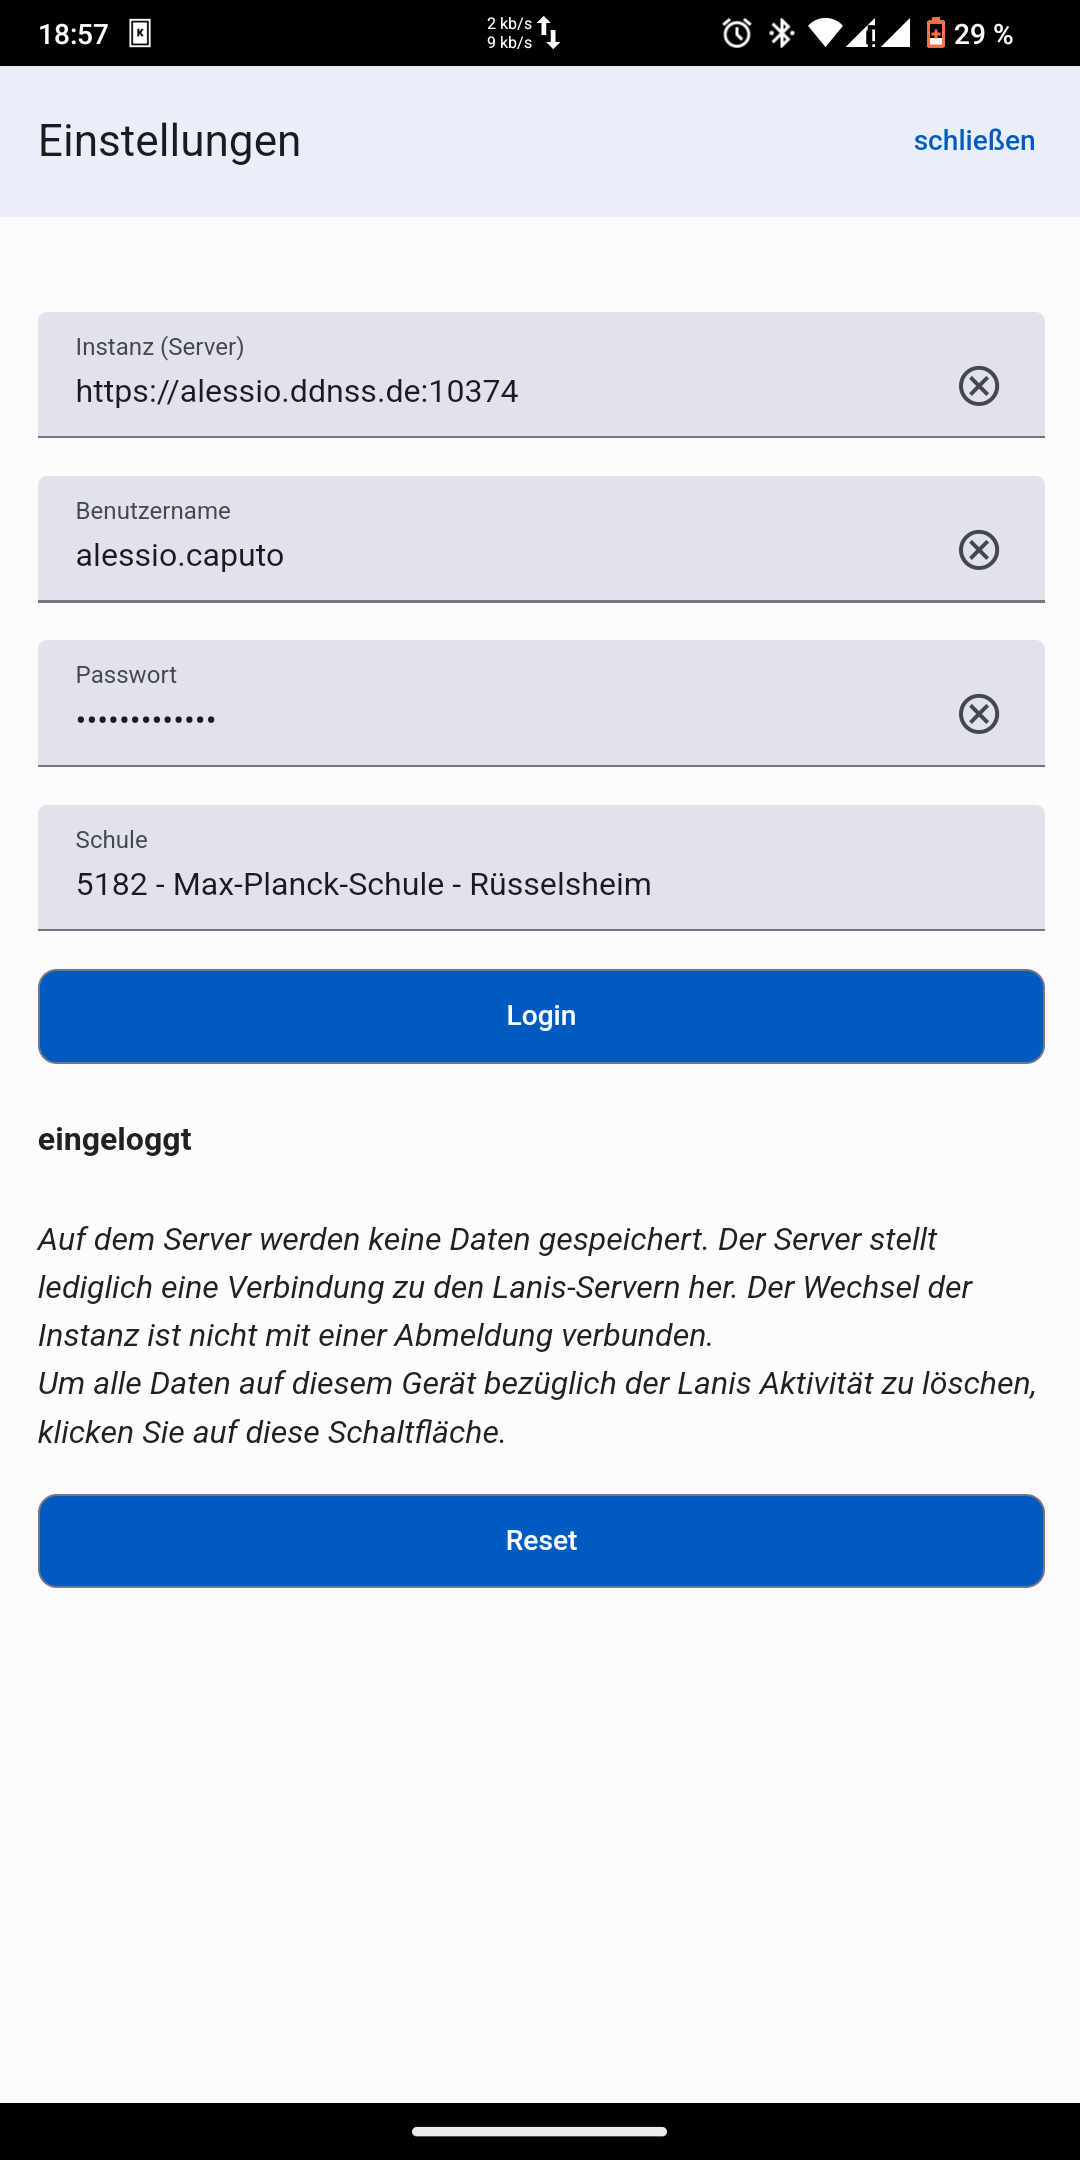 18:57
K
2 kb/s
9 kb/s
29 %
Einstellungen
schließen
Instanz (Server)
https://alessio.ddnss.de:10374
Benutzername
alessio.caputo
Passwort
•••••••••••••
Schule
5182 - Max-Planck-Schule - Rüsselsheim
Login
eingeloggt
Auf dem Server werden keine Daten gespeichert. Der Server stellt
lediglich eine Verbindung zu den Lanis-Servern her. Der Wechsel der
Instanz ist nicht mit einer Abmeldung verbunden.
Um alle Daten auf diesem Gerät bezüglich der Lanis Aktivität zu löschen,
klicken Sie auf diese Schaltfläche.
Reset